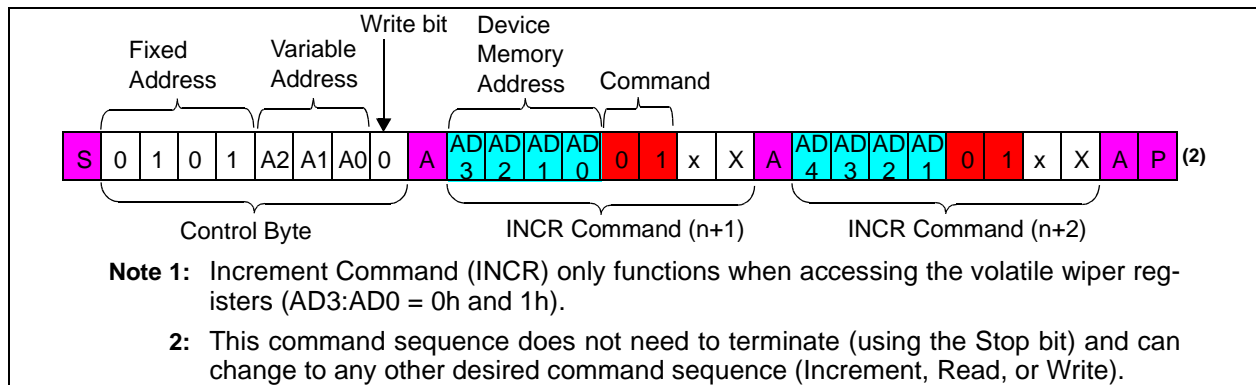 Write bit
Device
Memory
Address
Fixed
Address
Variable
Address
Command
S 0 1 0 1 A2 A1 A0 0 A AD3 AD2 AD1 AD0 0 1 x X A AD4 AD3 AD2 AD1 0 1 x X A P (2)
Control Byte INCR Command (n+1) INCR Command (n+2)
Note 1: Increment Command (INCR) only functions when accessing the volatile wiper reg-
isters (AD3:AD0 = 0h and 1h).
2: This command sequence does not need to terminate (using the Stop bit) and can
change to any other desired command sequence (Increment, Read, or Write).